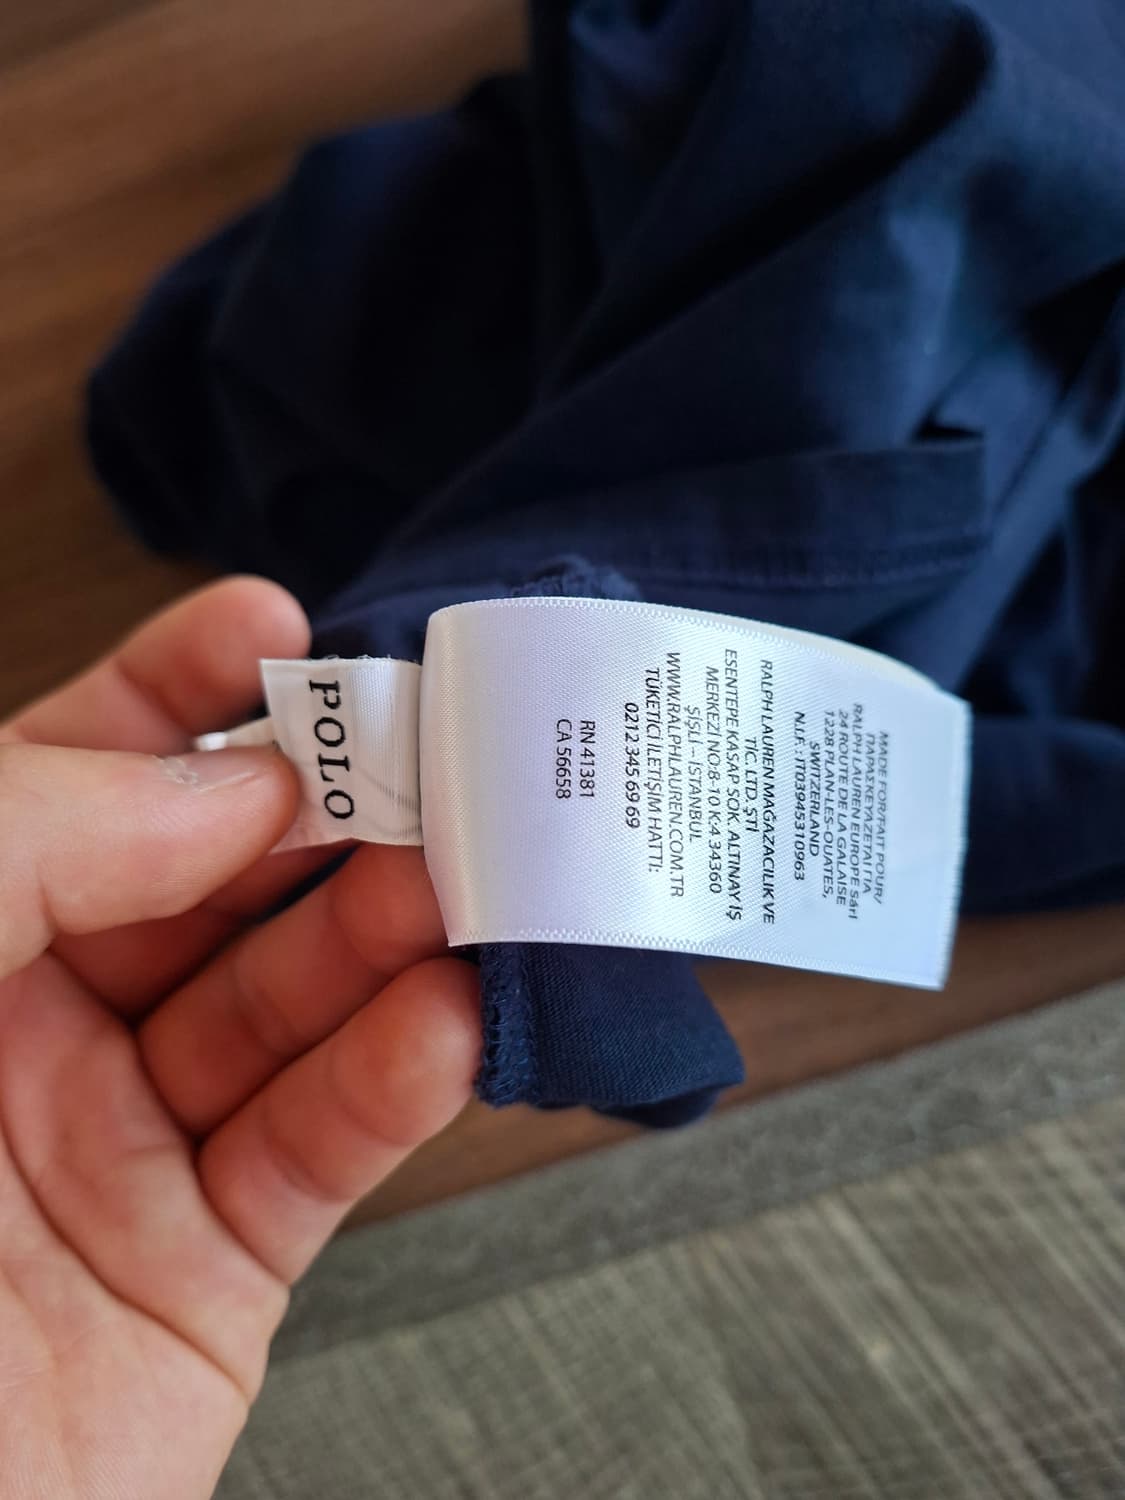 POLO
MADE FOR/FAIT POUR/
ΠΑΡΑΣΚΕΥΑΖΕΤΑΙ ΓΙΑ
RALPH LAUREN EUROPE Sàrl
24 ROUTE DE LA GALAISE
1228 PLAN-LES-OUATES,
SWITZERLAND
N.I.F. : IT03945310963
RALPH LAUREN MAĞAZACILIK VE
TİC. LTD. ŞTİ
ESENTEPE KASAP SOK. ALTINAY İŞ
MERKEZİ NO:8-10 K:4 34360
ŞİŞLİ – İSTANBUL
WWW.RALPHLAUREN.COM.TR
TÜKETİCİ İLETİŞİM HATTI:
0212 345 69 69
RN 41381
CA 56658